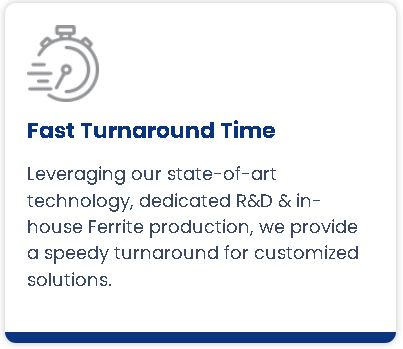 Fast Turnaround Time
Leveraging our state-of-art
technology, dedicated R&D & in-
house Ferrite production, we provide
a speedy turnaround for customized
solutions.